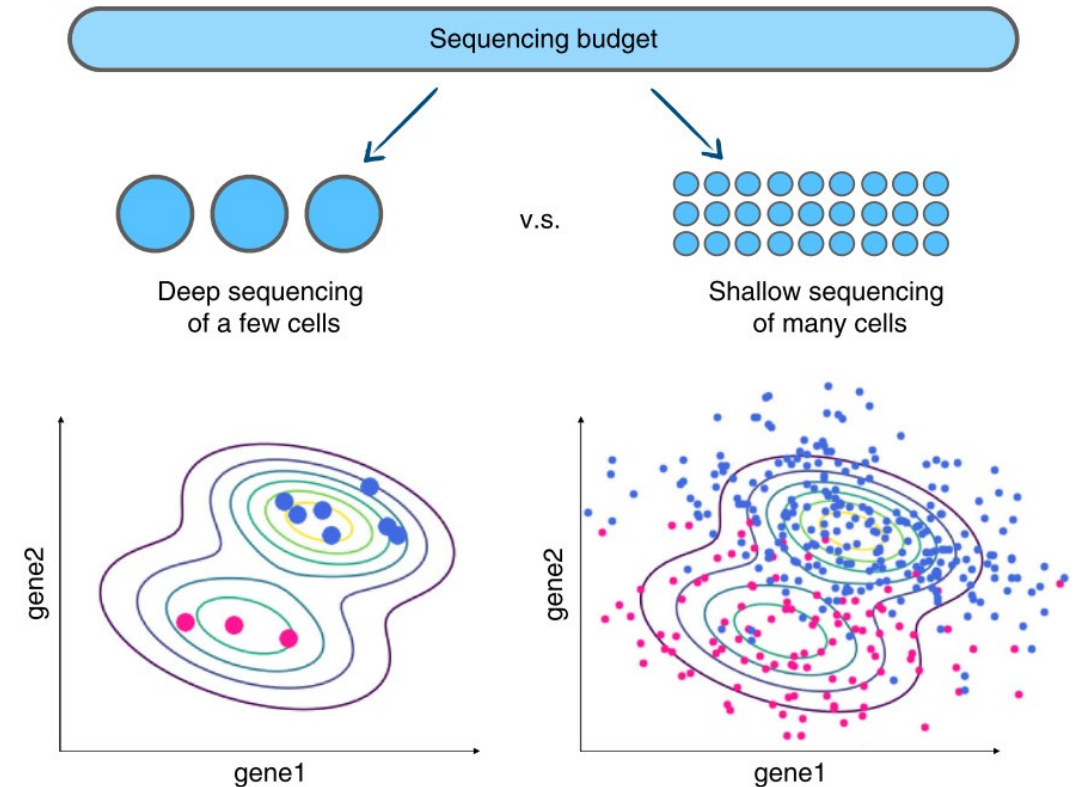 Sequencing budget
v.s.
Deep sequencing
of a few cells
Shallow sequencing
of many cells
gene2
gene1
gene2
gene1